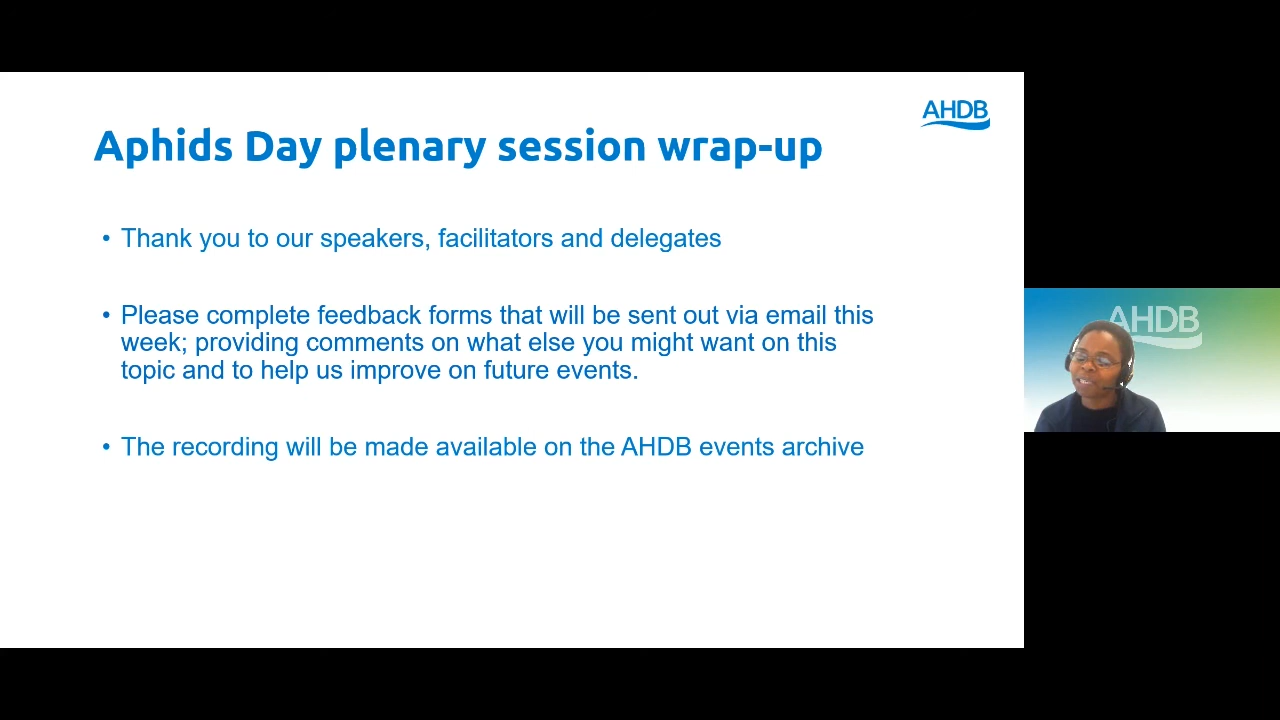 AHDB
Aphids Day plenary session wrap-up
• Thank you to our speakers, facilitators and delegates
• Please complete feedback forms that will be sent out via email this
week; providing comments on what else you might want on this
topic and to help us improve on future events.
• The recording will be made available on the AHDB events archive
AHDB